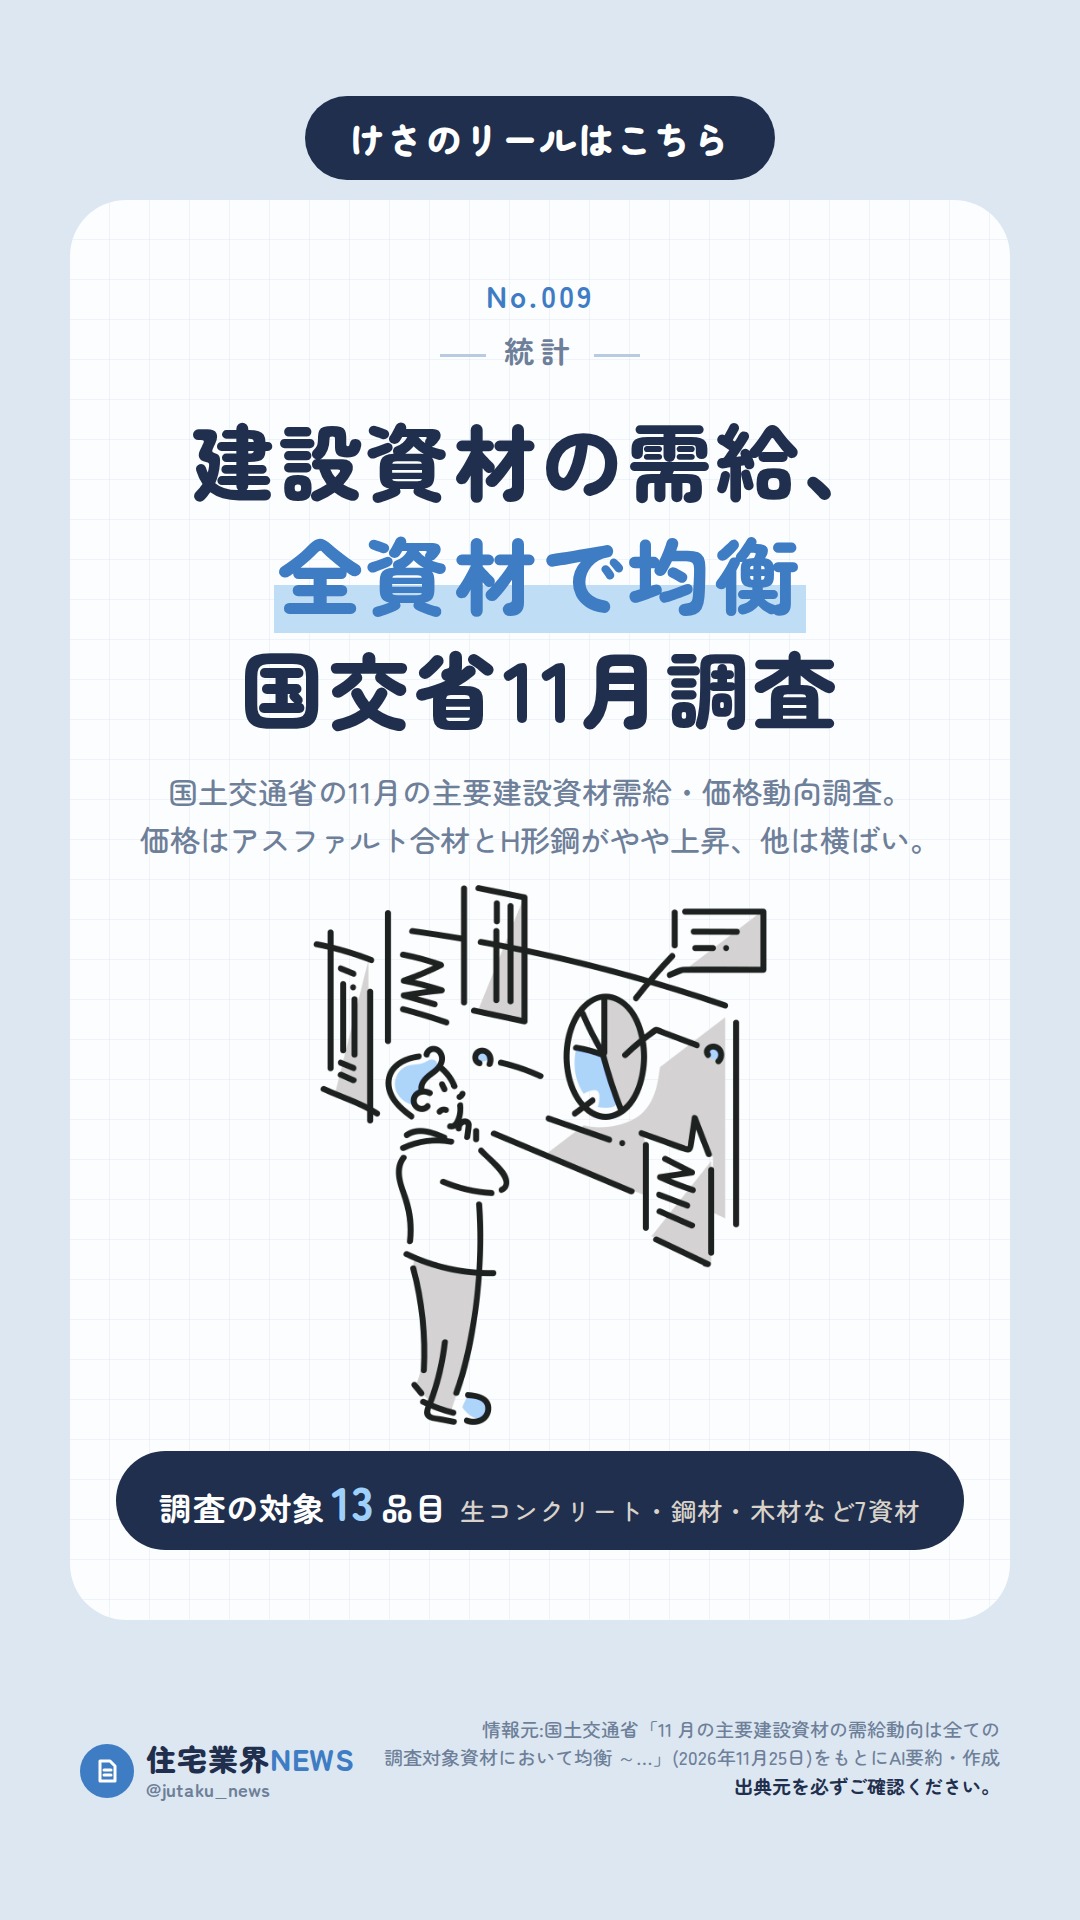 けさのリールはこちら
No.009
統計
建設資材の需給、
全資材で均衡
国交省11月調査
国土交通省の11月の主要建設資材需給・価格動向調査。
価格はアスファルト合材とH形鋼がやや上昇、他は横ばい。
調査の対象 13 品目 生コンクリート・鋼材・木材など7資材
情報元:国土交通省「11 月の主要建設資材の需給動向は全ての
調査対象資材において均衡 ～…」(2026年11月25日)をもとにAI要約・作成
出典元を必ずご確認ください。
住宅業界NEWS
@jutaku_news